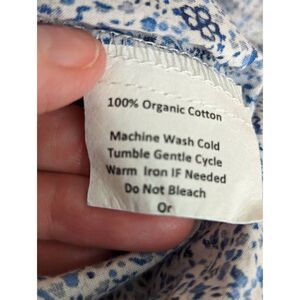 100% Organic Cotton
Machine Wash Cold
Tumble Gentle Cycle
Warm Iron IF Needed
Do Not Bleach
Or